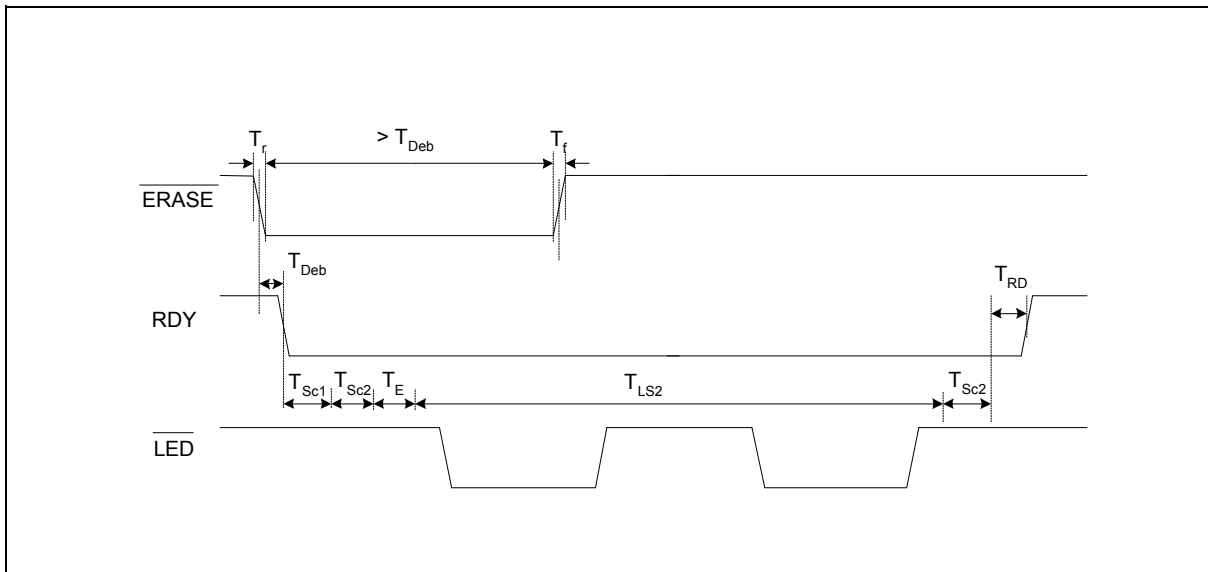 Tr > TDeb Tf
ERASE
TDeb
TRD
RDY
TSc1 TSc2 TE TLS2 TSc2
LED